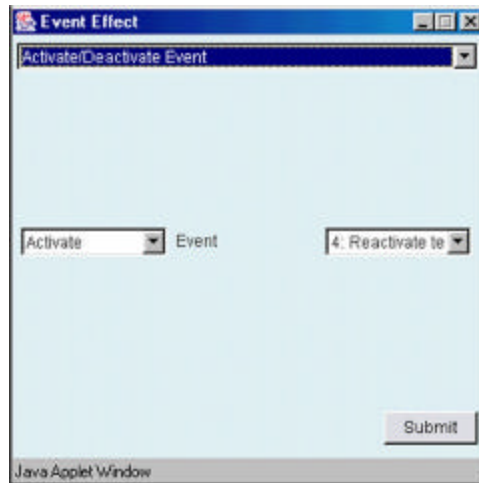 Event Effect
Activate/Deactivate Event
Activate Event 4: Reactivate te
Submit
Java Applet Window